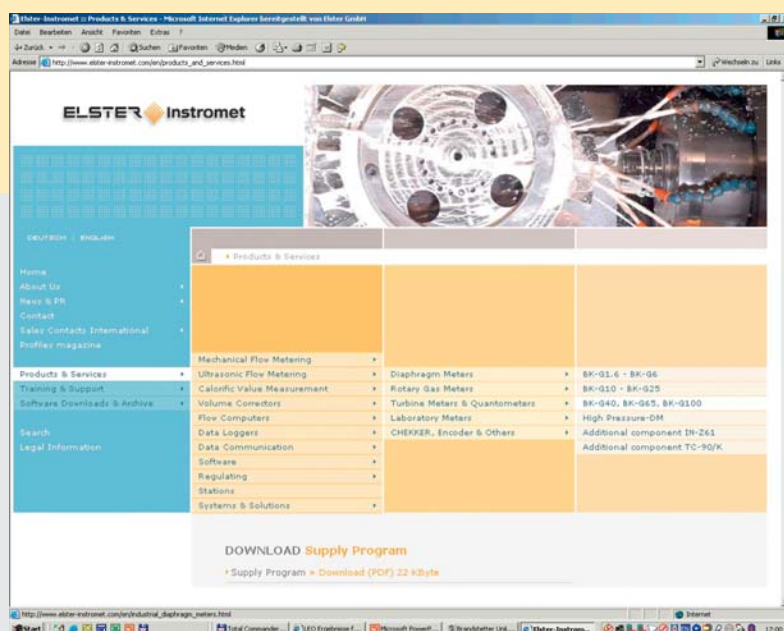 Elster-Instromet :: Products & Services - Microsoft Internet Explorer bereitgestellt von Elster GmbH
Datei Bearbeiten Ansicht Favoriten Extras ?
Zurück Suchen Favoriten Medien
Adresse http://www.elster-instromet.com/en/products_and_services.html Wechseln zu Links
ELSTER Instromet
DEUTSCH | ENGLISH
Products & Services
Home
About Us
News & PR
Contact
Sales Contacts International
Profiles magazine
Products & Services
Training & Support
Software Downloads & Archive
Search
Legal Information
Mechanical Flow Metering
Ultrasonic Flow Metering
Calorific Value Measurement
Volume Correctors
Flow Computers
Data Loggers
Data Communication
Software
Regulating
Stations
Systems & Solutions
Diaphragm Meters
Rotary Gas Meters
Turbine Meters & Quantometers
Laboratory Meters
CHEKKER, Encoder & Others
BK-G1.6 - BK-G6
BK-G10 - BK-G25
BK-G40, BK-G65, BK-G100
High Pressure-DM
Additional component IN-Z61
Additional component TC-90/K
DOWNLOAD Supply Program
Supply Program » Download (PDF) 22 KByte
http://www.elster-instromet.com/en/industrial_diaphragm_meters.html Internet
Start Total Commander... LEO Ergebnisse f... Microsoft PowerP... Brandstetter Uni... Elster-Instrom... 17:00